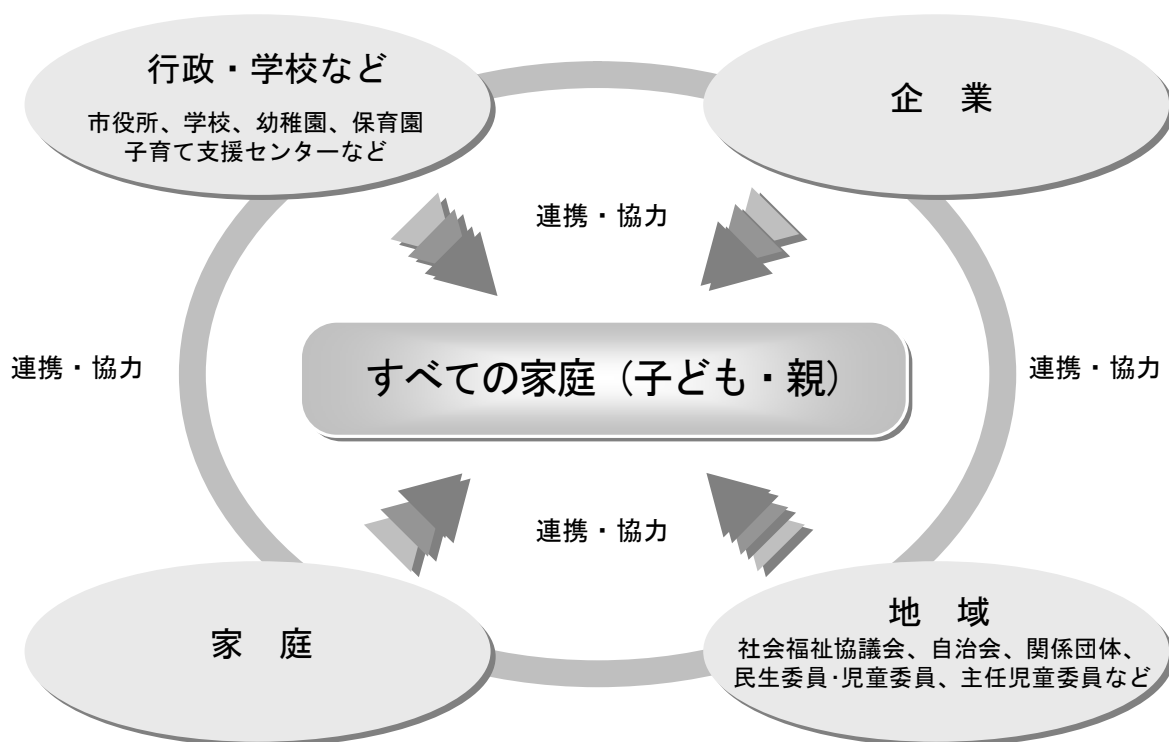 行政・学校など
市役所、学校、幼稚園、保育園
子育て支援センターなど
企　業
連携・協力
すべての家庭（子ども・親）
連携・協力
連携・協力
連携・協力
家　庭
地　域
社会福祉協議会、自治会、関係団体、
民生委員・児童委員、主任児童委員など